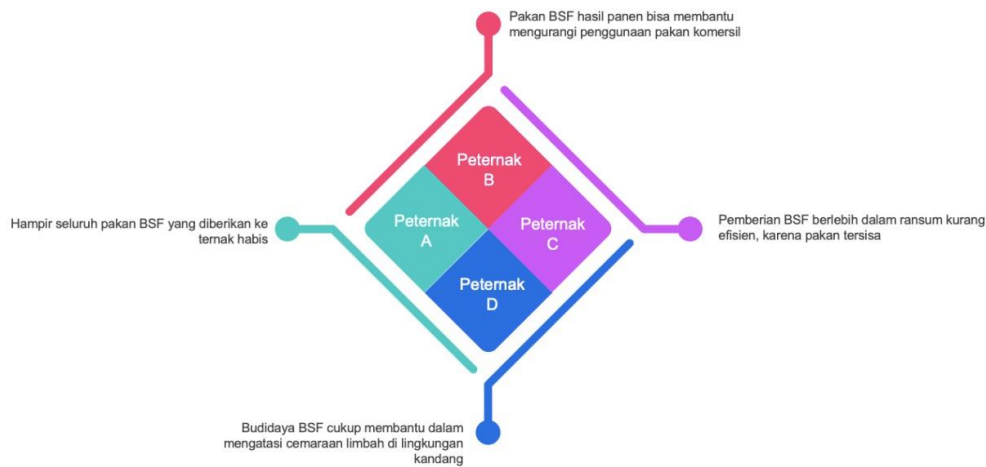 Pakan BSF hasil panen bisa membantu
mengurangi penggunaan pakan komersil
Peternak
B
Hampir seluruh pakan BSF yang diberikan ke
ternak habis
Peternak
A
Peternak
C
Pemberian BSF berlebih dalam ransum kurang
efisien, karena pakan tersisa
Peternak
D
Budidaya BSF cukup membantu dalam
mengatasi cemaraan limbah di lingkungan
kandang